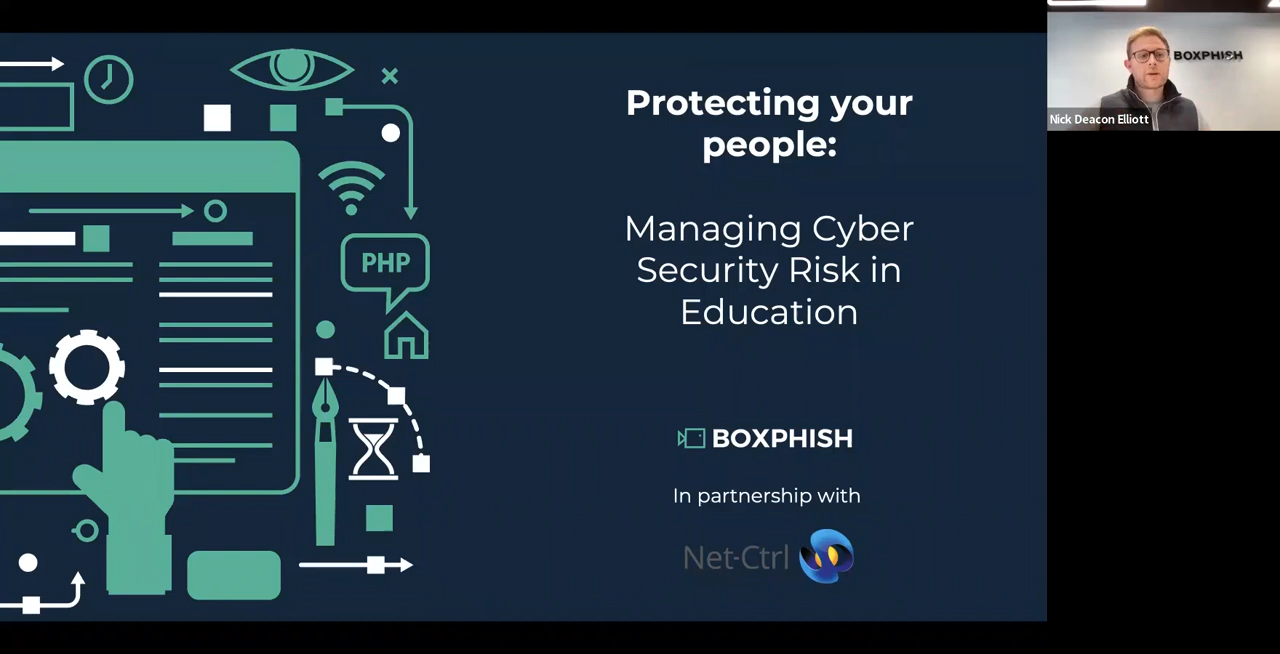 Protecting your
people:
Managing Cyber
Security Risk in
Education
PHP
BOXPHISH
In partnership with
Net-Ctrl
BOXPHISH
Nick Deacon Elliott